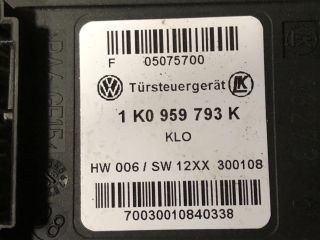 F 05075700
Türsteuergerät
1 K0 959 793 K
KLO
HW 006 / SW 12XX 300108
70030010840338